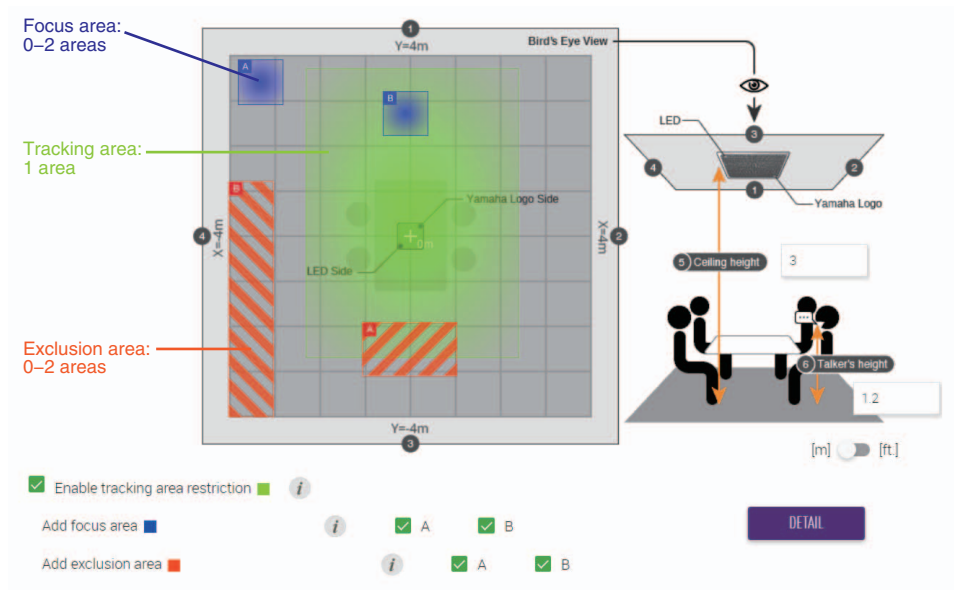 Focus area:
0–2 areas
1
Y=4m
Bird's Eye View
A
B
LED
3
4
2
1
Yamaha Logo
Tracking area:
1 area
B
Yamaha Logo Side
4
X=-4m
0m
X=4m
2
LED Side
5 Ceiling height
3
A
Exclusion area:
0–2 areas
...
6 Talker's height
1.2
Y=-4m
3
[m] [ft.]
Enable tracking area restriction i
Add focus area i A B
DETAIL
Add exclusion area i A B